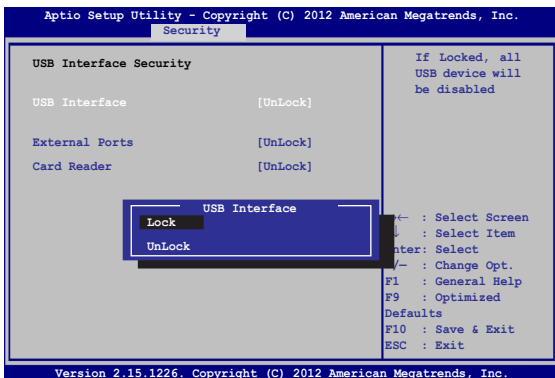 Aptio Setup Utility - Copyright (C) 2012 American Megatrends, Inc.
Security
USB Interface Security
USB Interface [UnLock]
External Ports [UnLock]
Card Reader [UnLock]
If Locked, all
USB device will
be disabled
USB Interface
Lock
UnLock
→← : Select Screen
↓ : Select Item
nter: Select
/— : Change Opt.
F1 : General Help
F9 : Optimized
Defaults
F10 : Save & Exit
ESC : Exit
Version 2.15.1226. Copyright (C) 2012 American Megatrends, Inc.